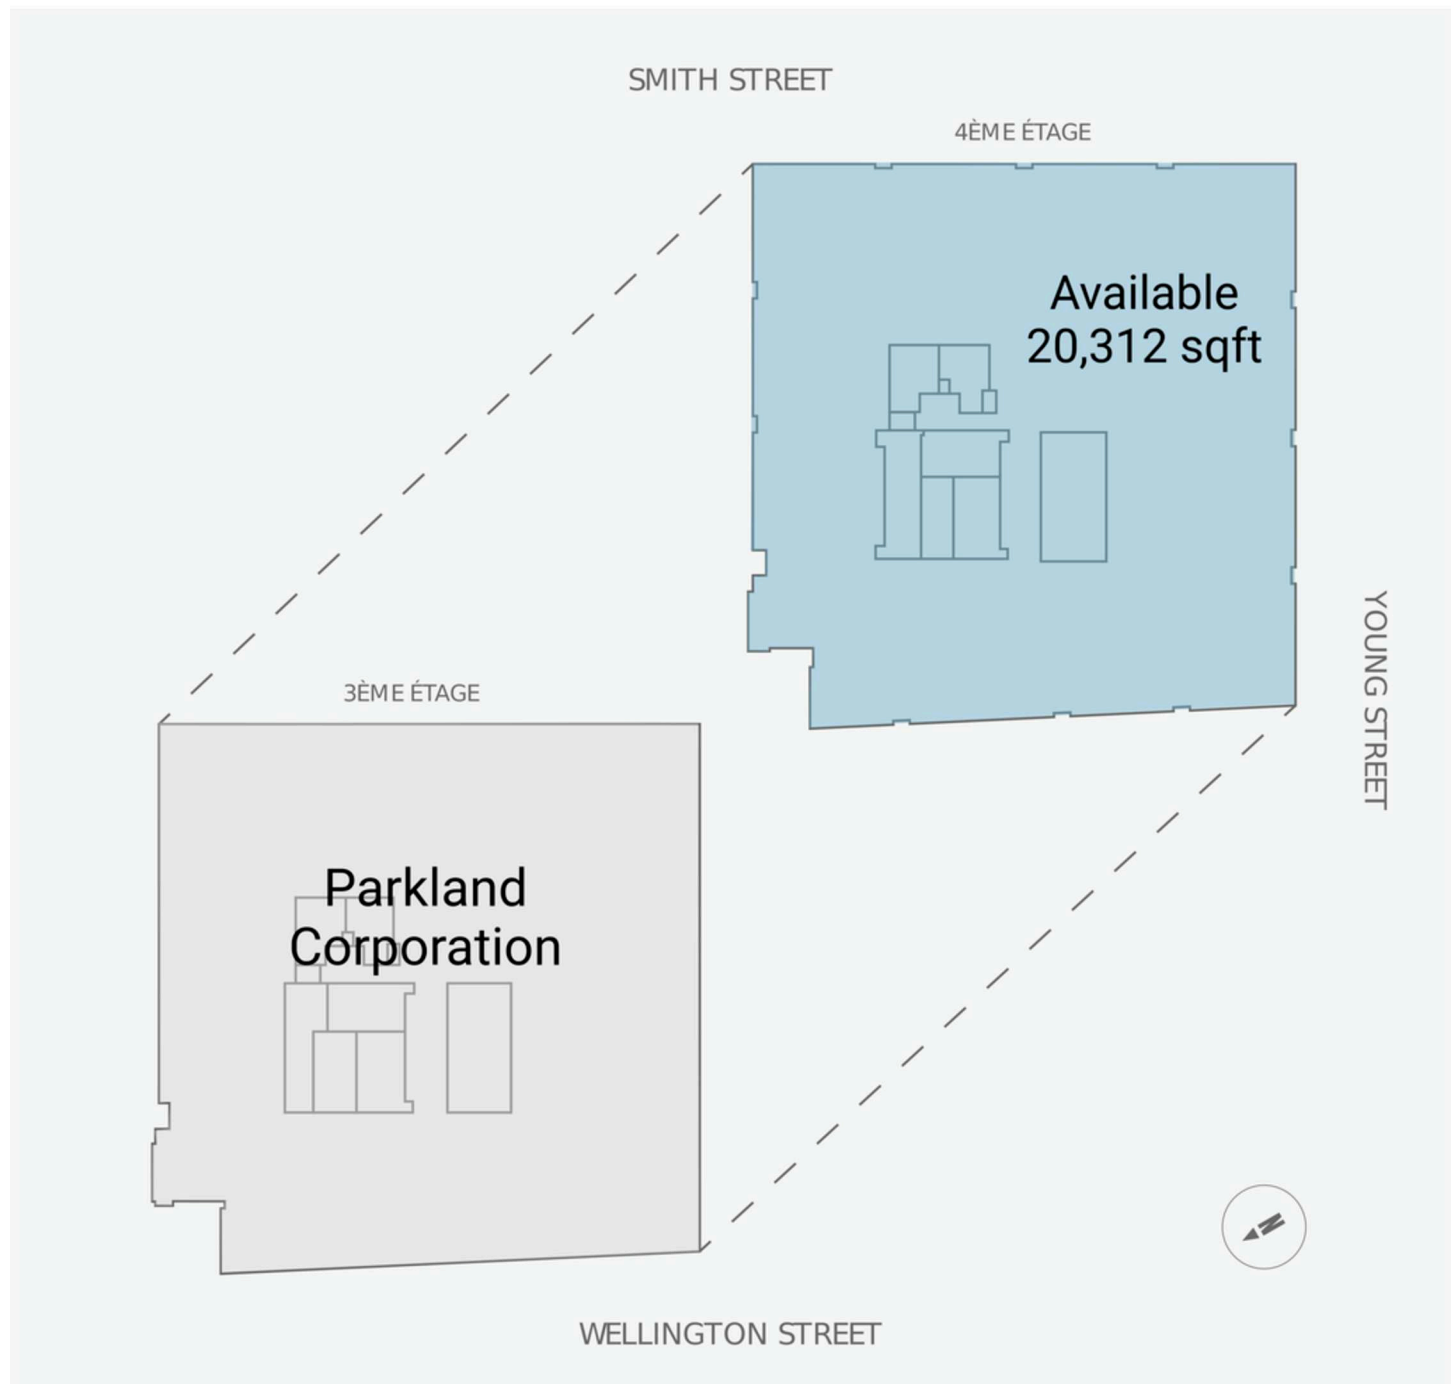 SMITH STREET
4ÈME ÉTAGE
Available
20,312 sqft
YOUNG STREET
3ÈME ÉTAGE
Parkland
Corporation
N
WELLINGTON STREET